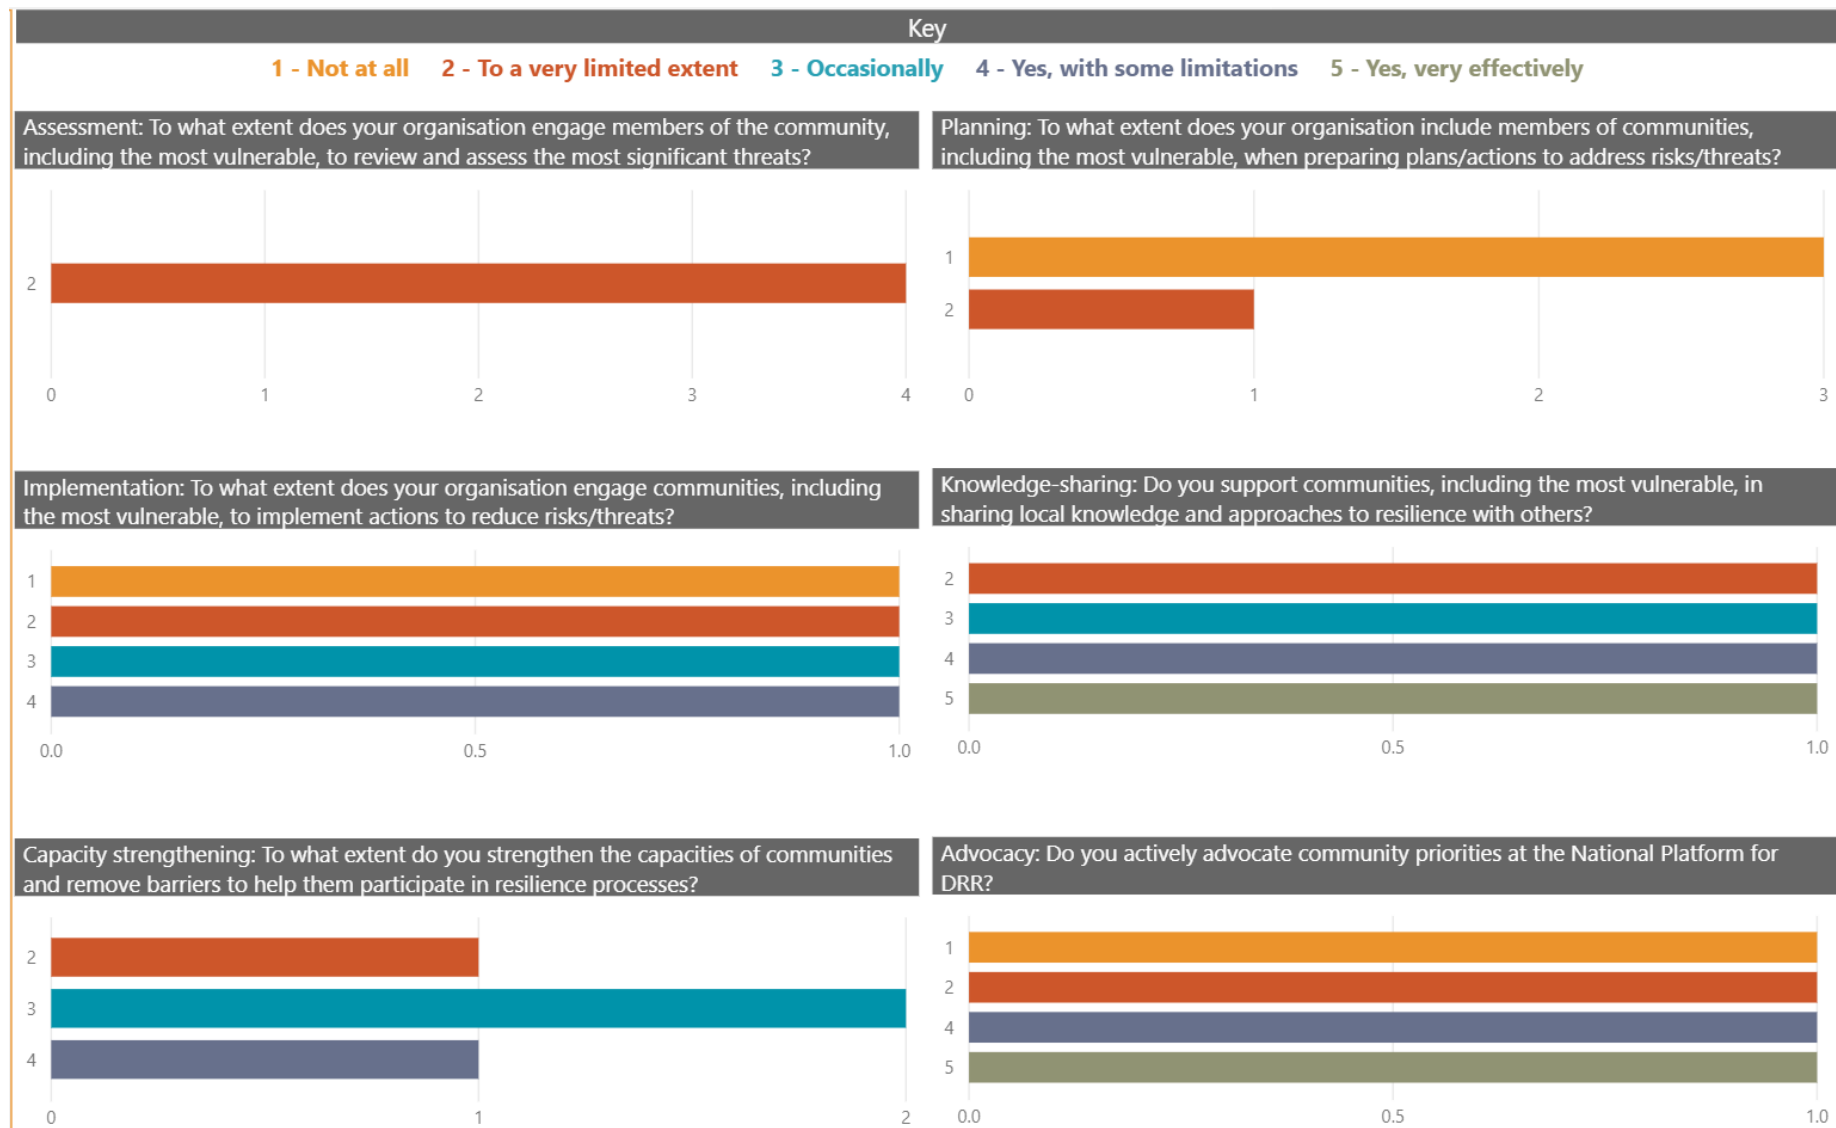 Key
1 - Not at all 2 - To a very limited extent 3 - Occasionally 4 - Yes, with some limitations 5 - Yes, very effectively
Assessment: To what extent does your organisation engage members of the community,
including the most vulnerable, to review and assess the most significant threats?
2
0 1 2 3 4
Planning: To what extent does your organisation include members of communities,
including the most vulnerable, when preparing plans/actions to address risks/threats?
1
2
0 1 2 3
Implementation: To what extent does your organisation engage communities, including
the most vulnerable, to implement actions to reduce risks/threats?
1
2
3
4
0.0 0.5 1.0
Knowledge-sharing: Do you support communities, including the most vulnerable, in
sharing local knowledge and approaches to resilience with others?
2
3
4
5
0.0 0.5 1.0
Capacity strengthening: To what extent do you strengthen the capacities of communities
and remove barriers to help them participate in resilience processes?
2
3
4
0 1 2
Advocacy: Do you actively advocate community priorities at the National Platform for
DRR?
1
2
4
5
0.0 0.5 1.0